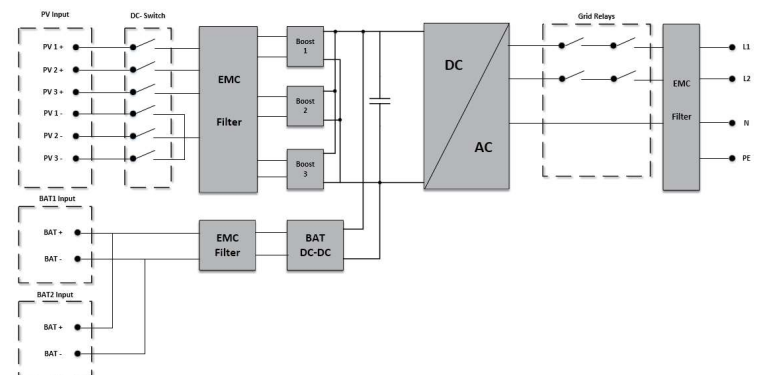 PV Input
DC- Switch
Grid Relays
PV 1 +
PV 2 +
PV 3 +
PV 1 -
PV 2 -
PV 3 -
EMC
Filter
Boost
1
Boost
2
Boost
3
DC
AC
EMC
Filter
L1
L2
N
PE
BAT1 Input
BAT +
BAT -
EMC
Filter
BAT
DC-DC
BAT2 Input
BAT +
BAT -